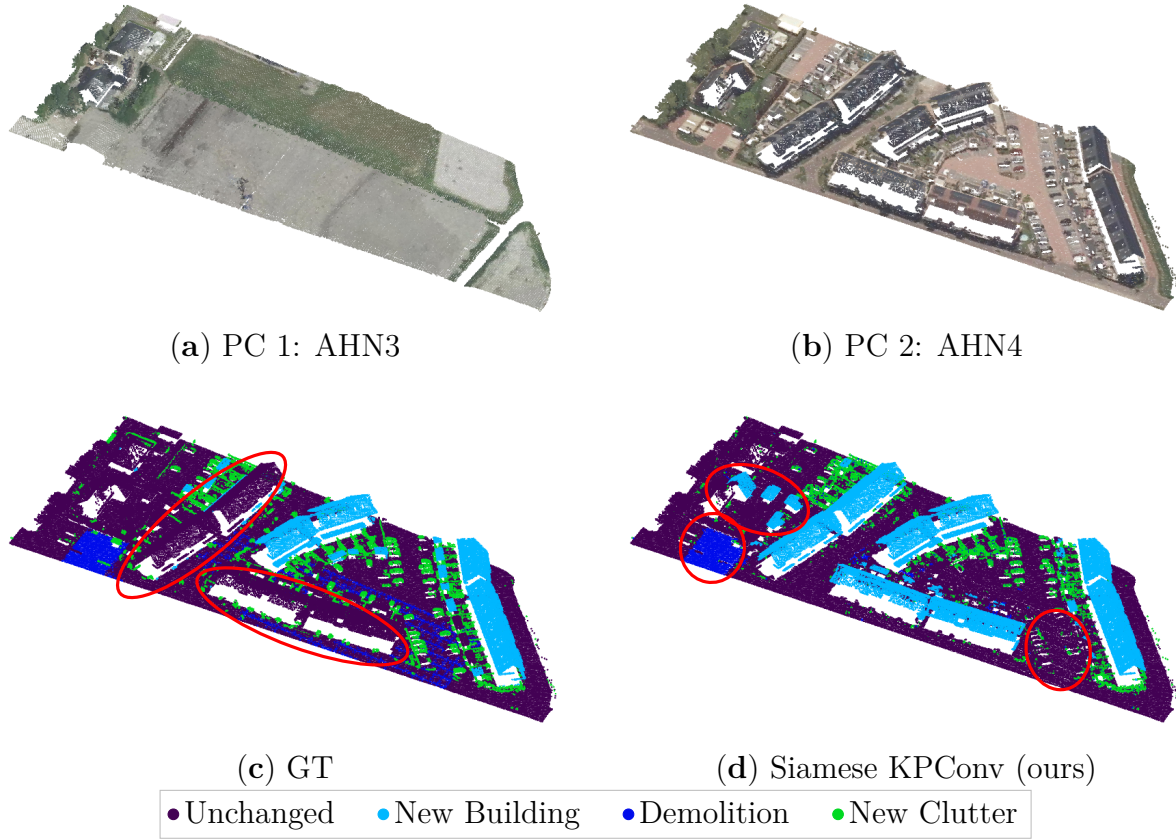 (a) PC 1: AHN3
(b) PC 2: AHN4
(c) GT
(d) Siamese KPConv (ours)
Unchanged New Building Demolition New Clutter